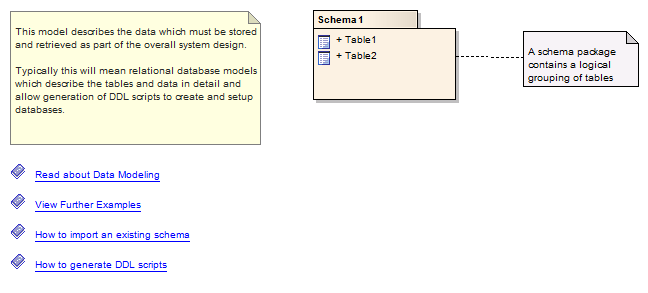 This model describes the data which must be stored
and retrieved as part of the overall system design.
Typically this will mean relational database models
which describe the tables and data in detail and
allow generation of DDL scripts to create and setup
databases.
Schema1
+ Table1
+ Table2
A schema package
contains a logical
grouping of tables
Read about Data Modeling
View Further Examples
How to import an existing schema
How to generate DDL scripts